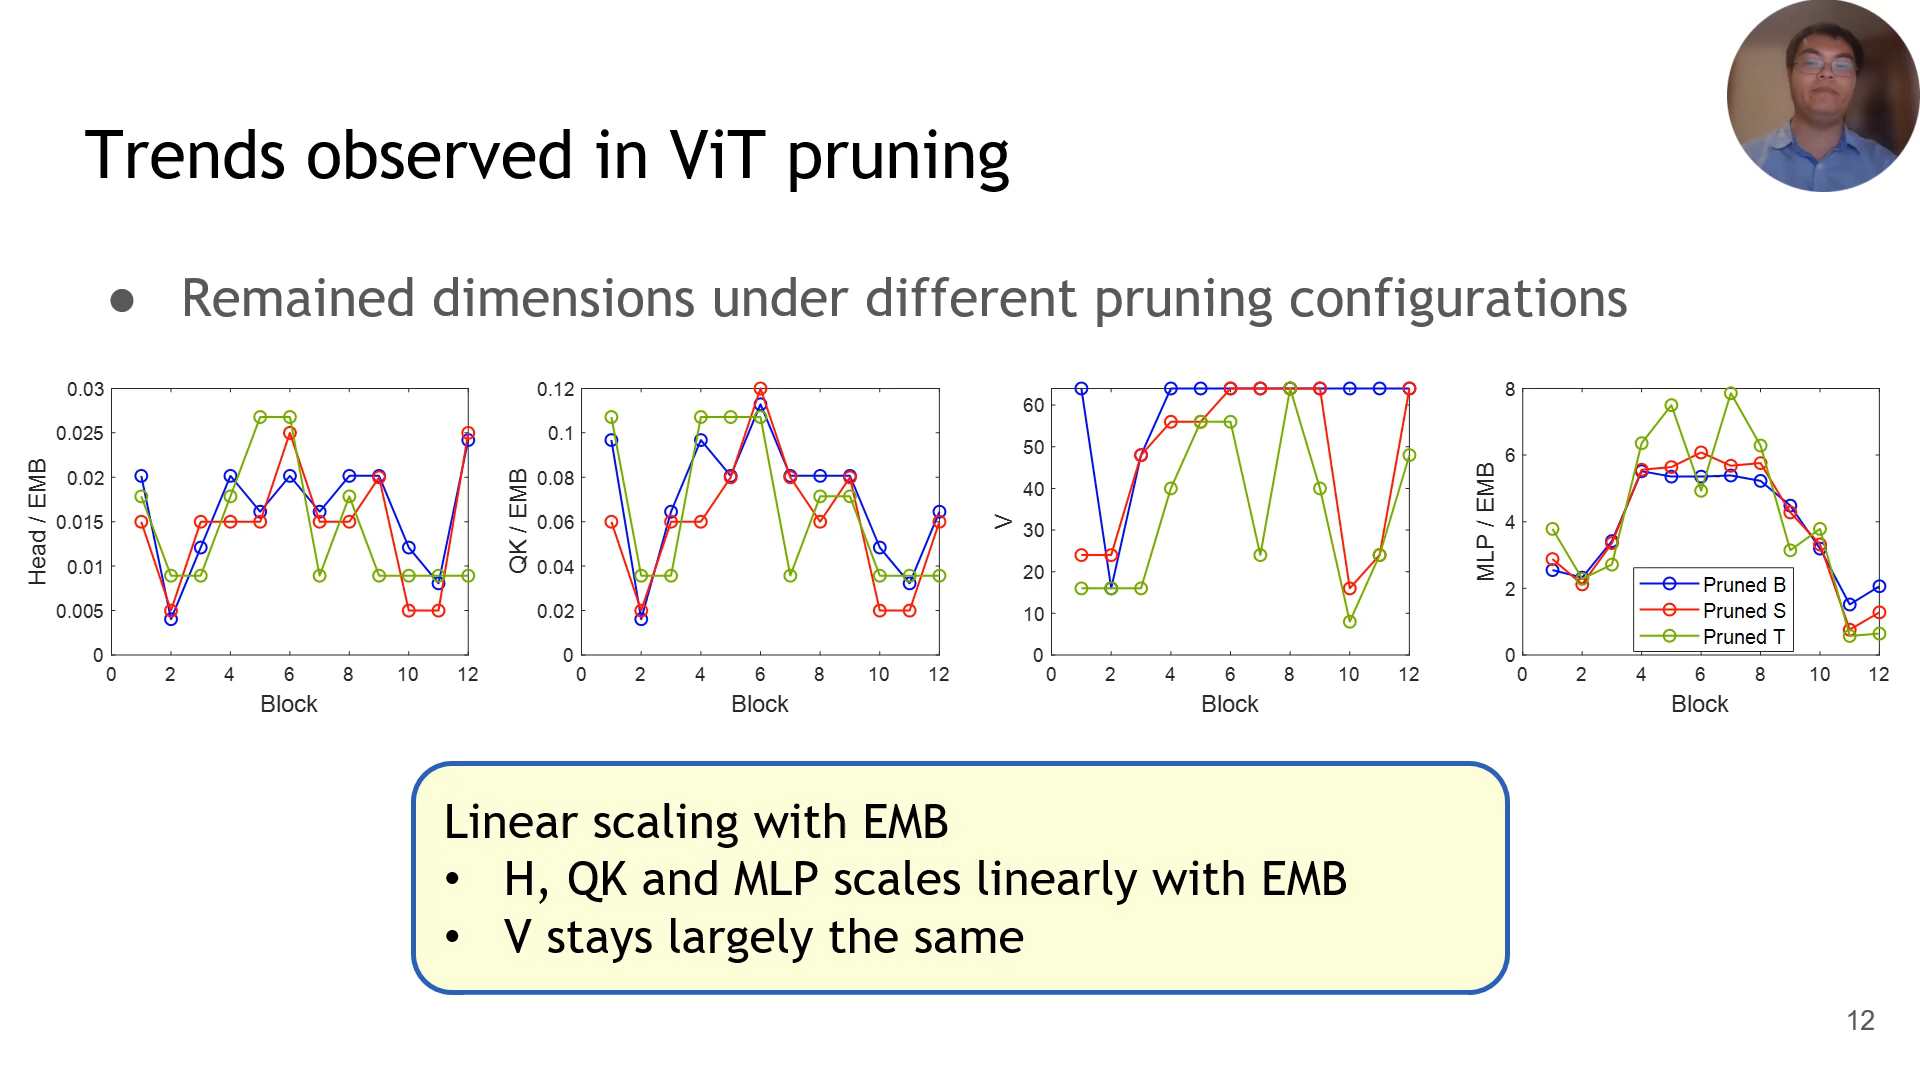 Trends observed in ViT pruning
● Remained dimensions under different pruning configurations
0.03
0.025
0.02
0.015
0.01
0.005
0
Head / EMB
0 2 4 6 8 10 12
Block
0.12
0.1
0.08
0.06
0.04
0.02
0
QK / EMB
0 2 4 6 8 10 12
Block
60
50
40
30
20
10
0
V
0 2 4 6 8 10 12
Block
8
6
4
2
0
MLP / EMB
Pruned B
Pruned S
Pruned T
0 2 4 6 8 10 12
Block
Linear scaling with EMB
• H, QK and MLP scales linearly with EMB
• V stays largely the same
12